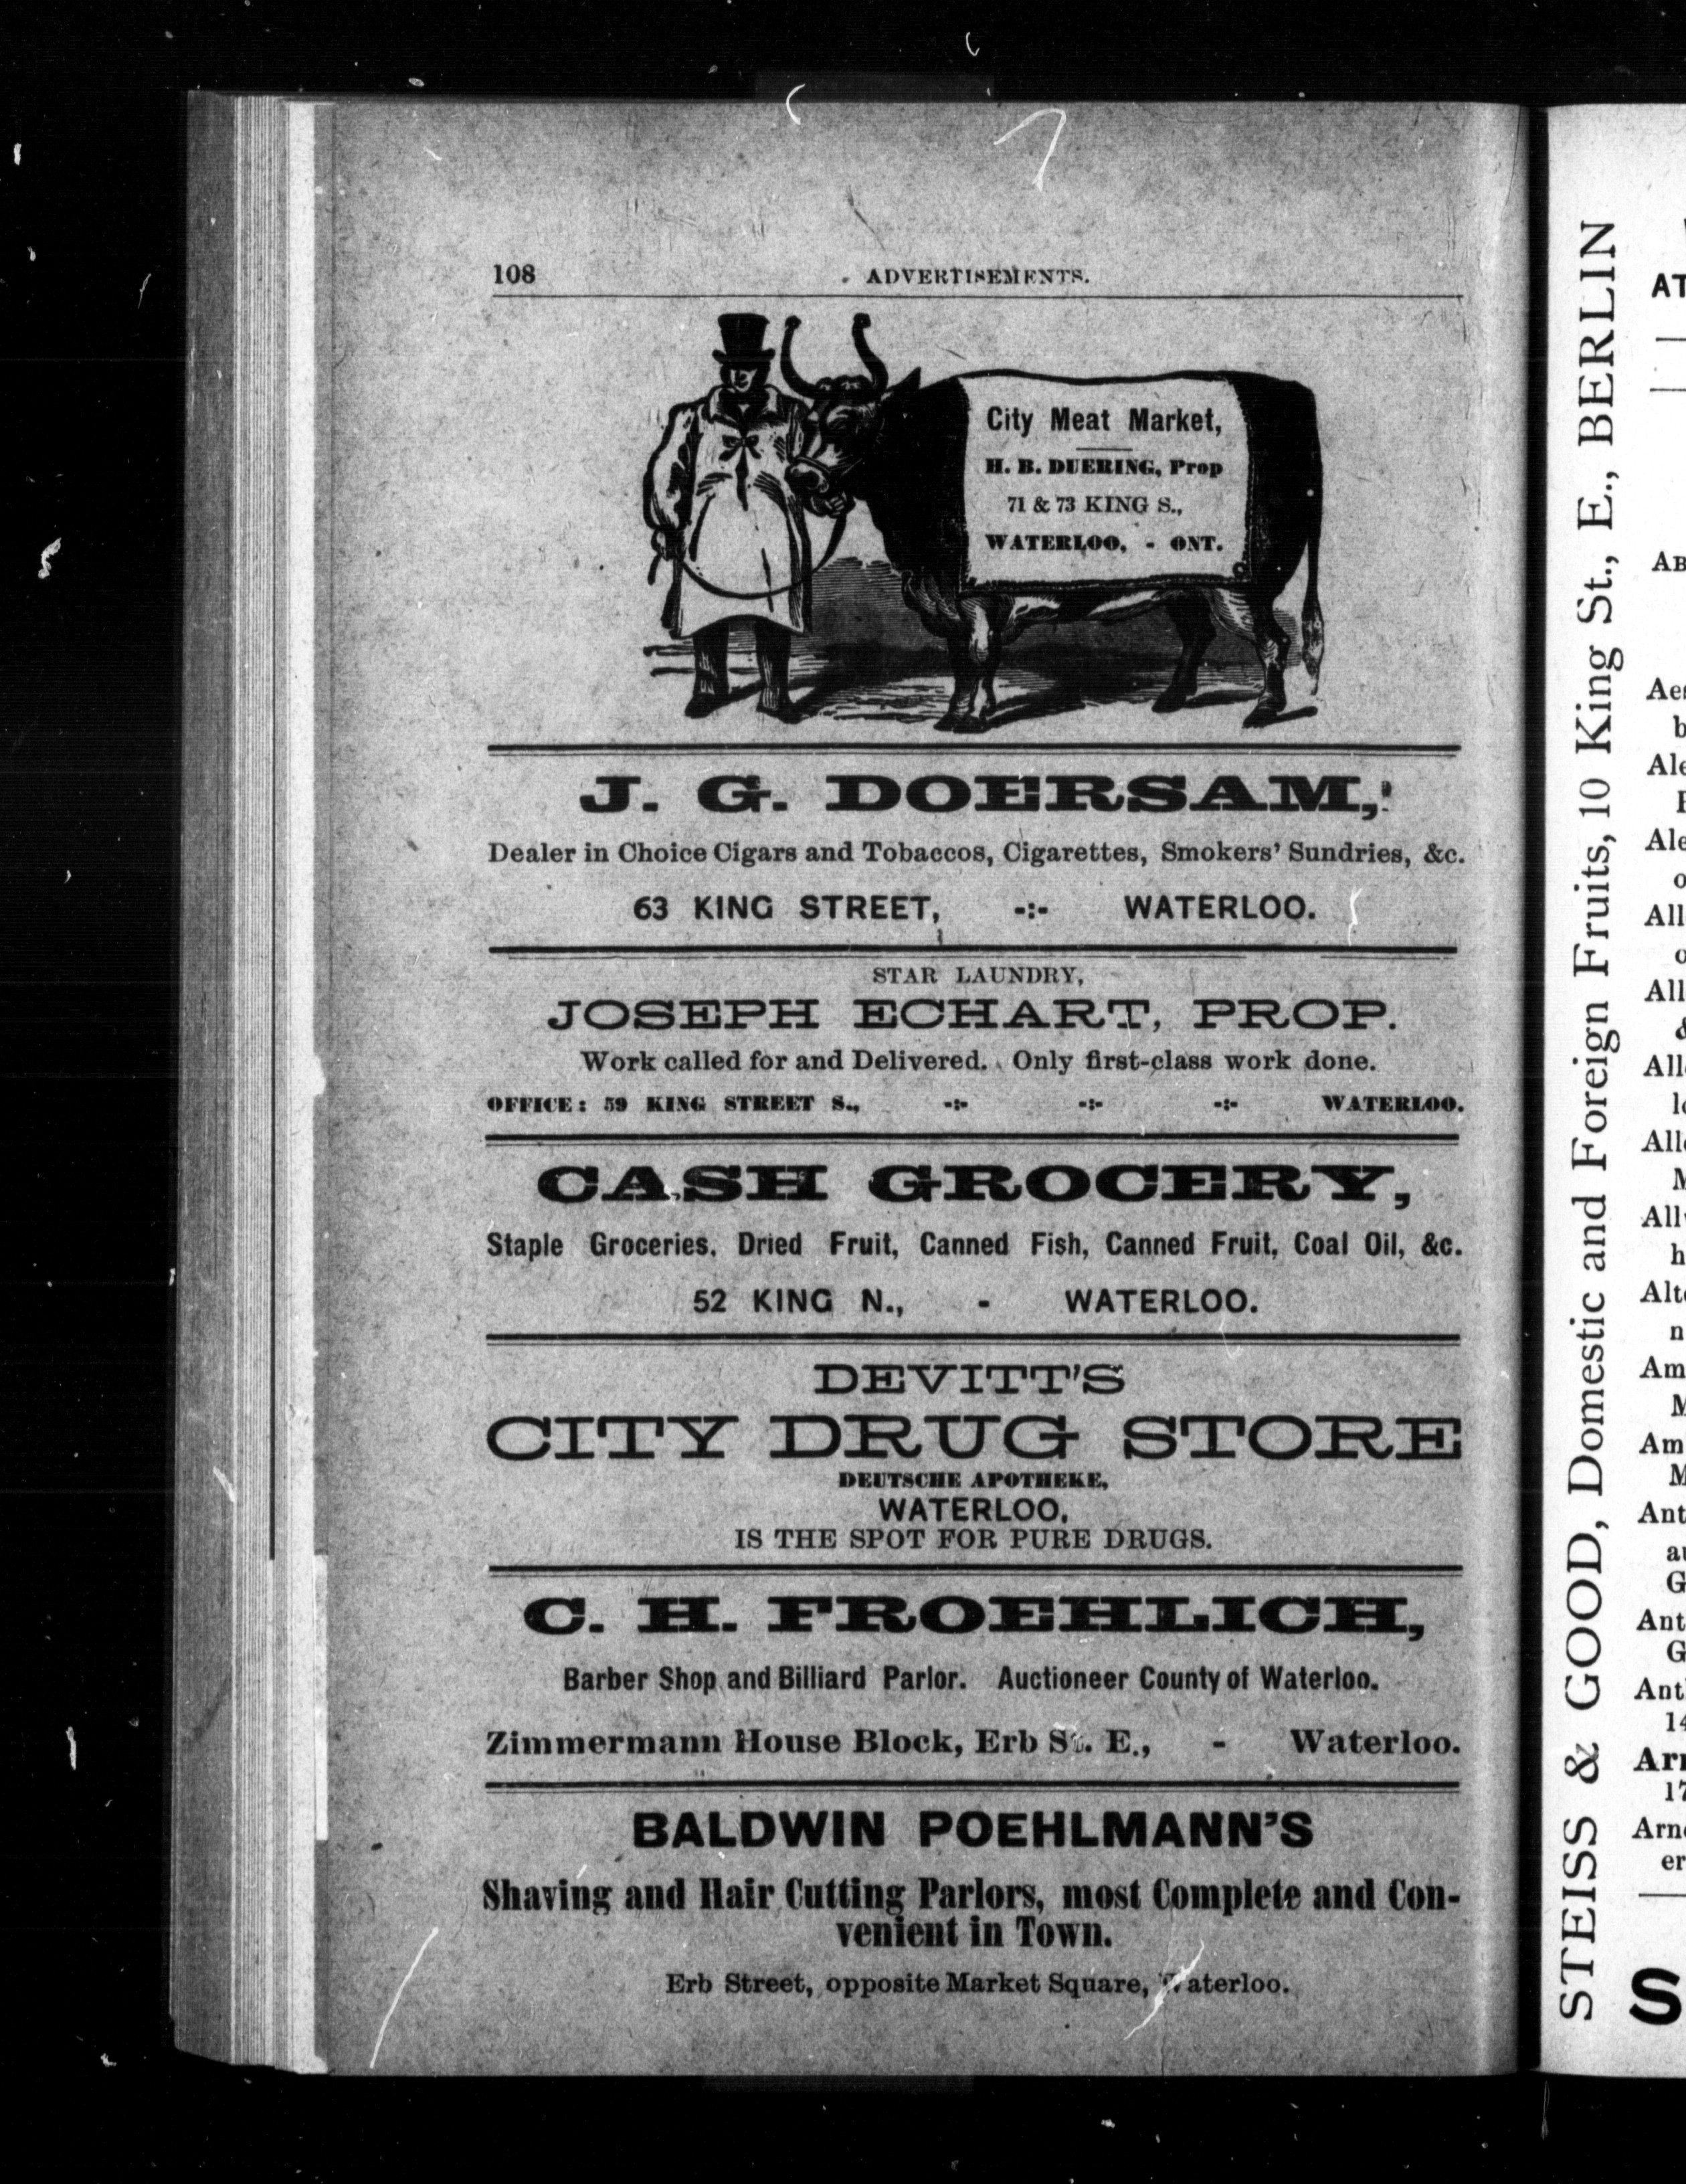 108
ADVERTISEMENTS.
City Meat Market,
H. B. DUERING, Prop
71 & 73 KING S.,
WATERLOO, - ONT.
J. G. DOERSAM,
Dealer in Choice Cigars and Tobaccos, Cigarettes, Smokers' Sundries, &c.
63 KING STREET, -:- WATERLOO.
STAR LAUNDRY,
JOSEPH ECHART, PROP.
Work called for and Delivered. Only first-class work done.
OFFICE: 59 KING STREET S., -:- -:- -:- WATERLOO.
CASH GROCERY,
Staple Groceries. Dried Fruit, Canned Fish, Canned Fruit, Coal Oil, &c.
52 KING N., - WATERLOO.
DEVITT'S
CITY DRUG STORE
DEUTSCHE APOTHEKE,
WATERLOO,
IS THE SPOT FOR PURE DRUGS.
C. H. FROEHLICH,
Barber Shop and Billiard Parlor. Auctioneer County of Waterloo.
Zimmermann House Block, Erb St. E., - Waterloo.
BALDWIN POEHLMANN'S
Shaving and Hair Cutting Parlors, most Complete and Con-
venient in Town.
Erb Street, opposite Market Square, Waterloo.
STEISS & GOOD, Domestic and Foreign Fruits, 10 King St., E., BERLIN